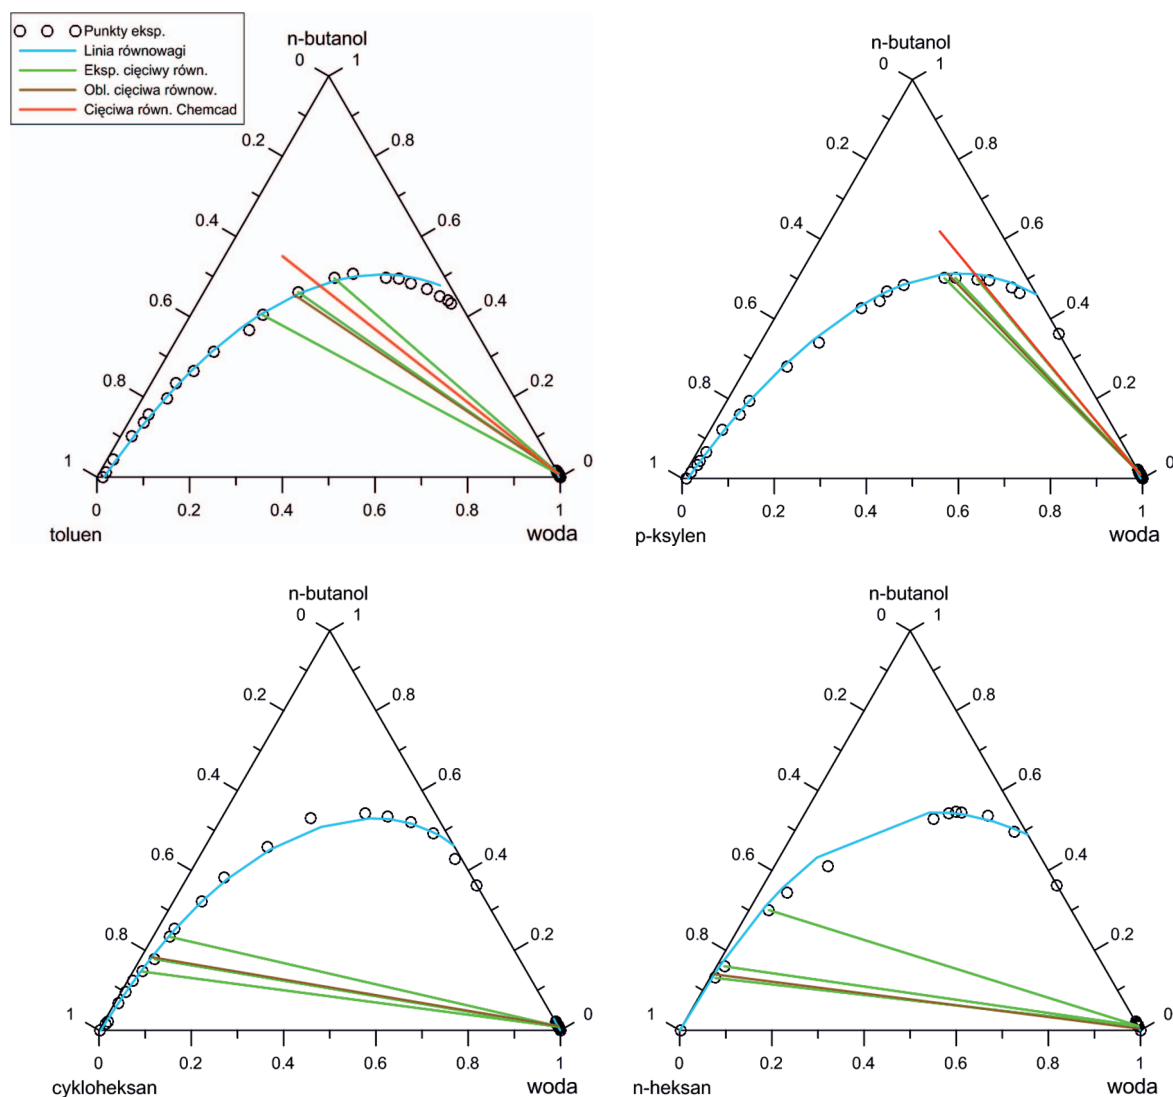 Punkty eksp.
Linia równowagi
Eksp. cięciwy równ.
Obl. cięciwa równow.
Cięciwa równ. Chemcad
n-butanol
0 1
0.2 0.8
0.4 0.6
0.6 0.4
0.8 0.2
1 0
0 0.2 0.4 0.6 0.8 1
toluen woda
n-butanol
0 1
0.2 0.8
0.4 0.6
0.6 0.4
0.8 0.2
1 0
0 0.2 0.4 0.6 0.8 1
p-ksylen woda
n-butanol
0 1
0.2 0.8
0.4 0.6
0.6 0.4
0.8 0.2
1 0
0 0.2 0.4 0.6 0.8 1
cykloheksan woda
n-butanol
0 1
0.2 0.8
0.4 0.6
0.6 0.4
0.8 0.2
1 0
0 0.2 0.4 0.6 0.8 1
n-heksan woda